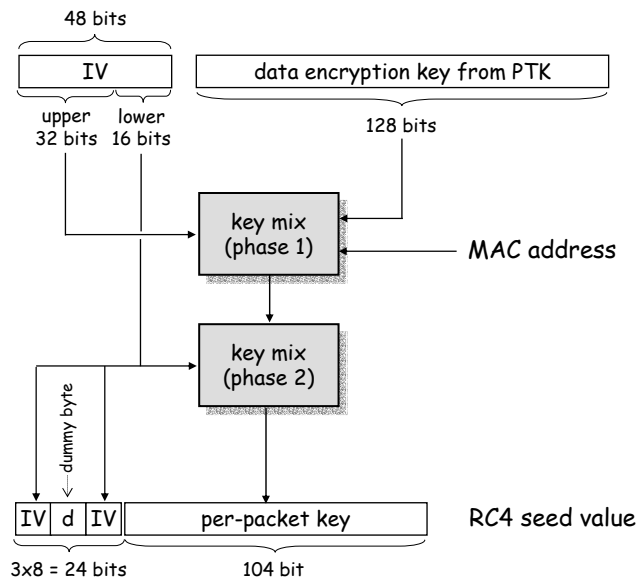 48 bits
IV
data encryption key from PTK
upper
32 bits
lower
16 bits
128 bits
key mix
(phase 1)
MAC address
key mix
(phase 2)
dummy byte
IV
d
IV
per-packet key
RC4 seed value
3x8 = 24 bits
104 bit